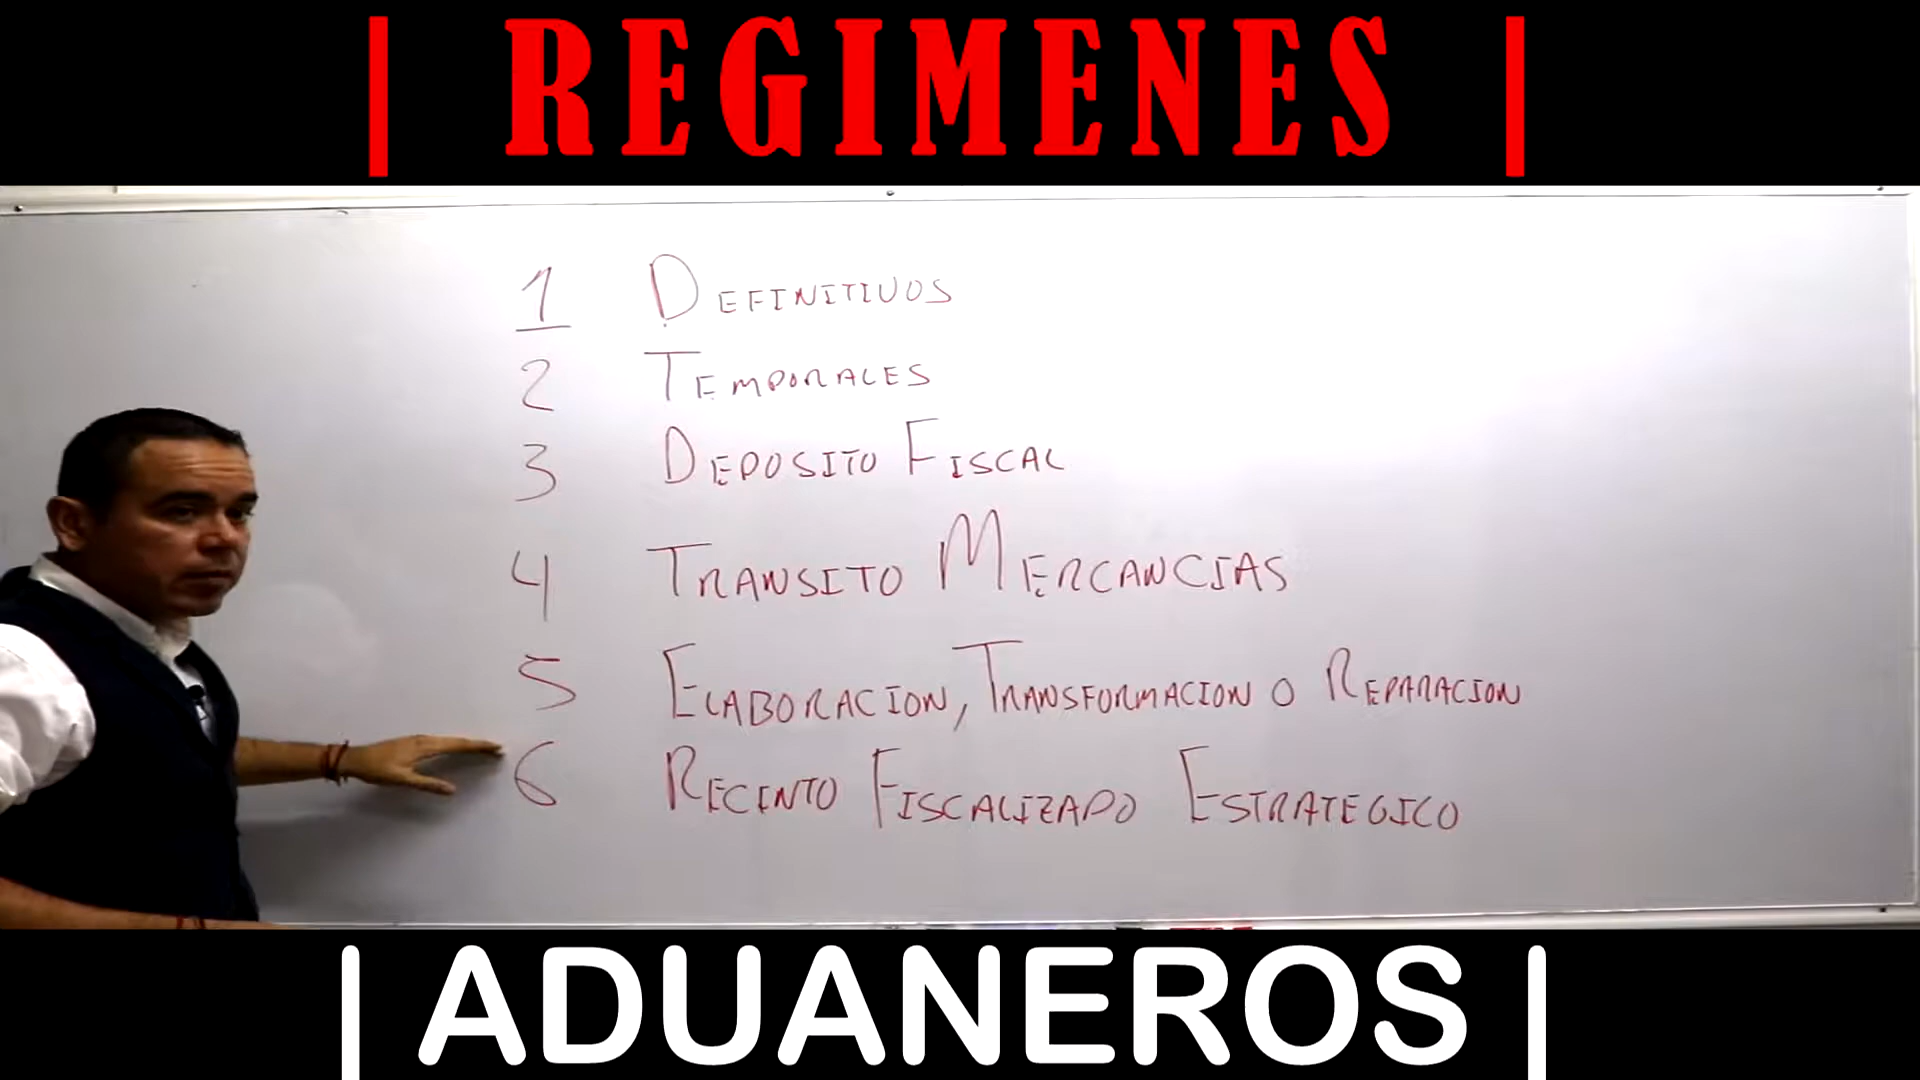 | REGIMENES |
1 DEFINITIVOS
2 TEMPORALES
3 DEPOSITO FISCAL
4 TRANSITO MERCANCIAS
5 ELABORACION, TRANSFORMACION O REPARACION
6 RECINTO FISCALIZADO ESTRATEGICO
| ADUANEROS |